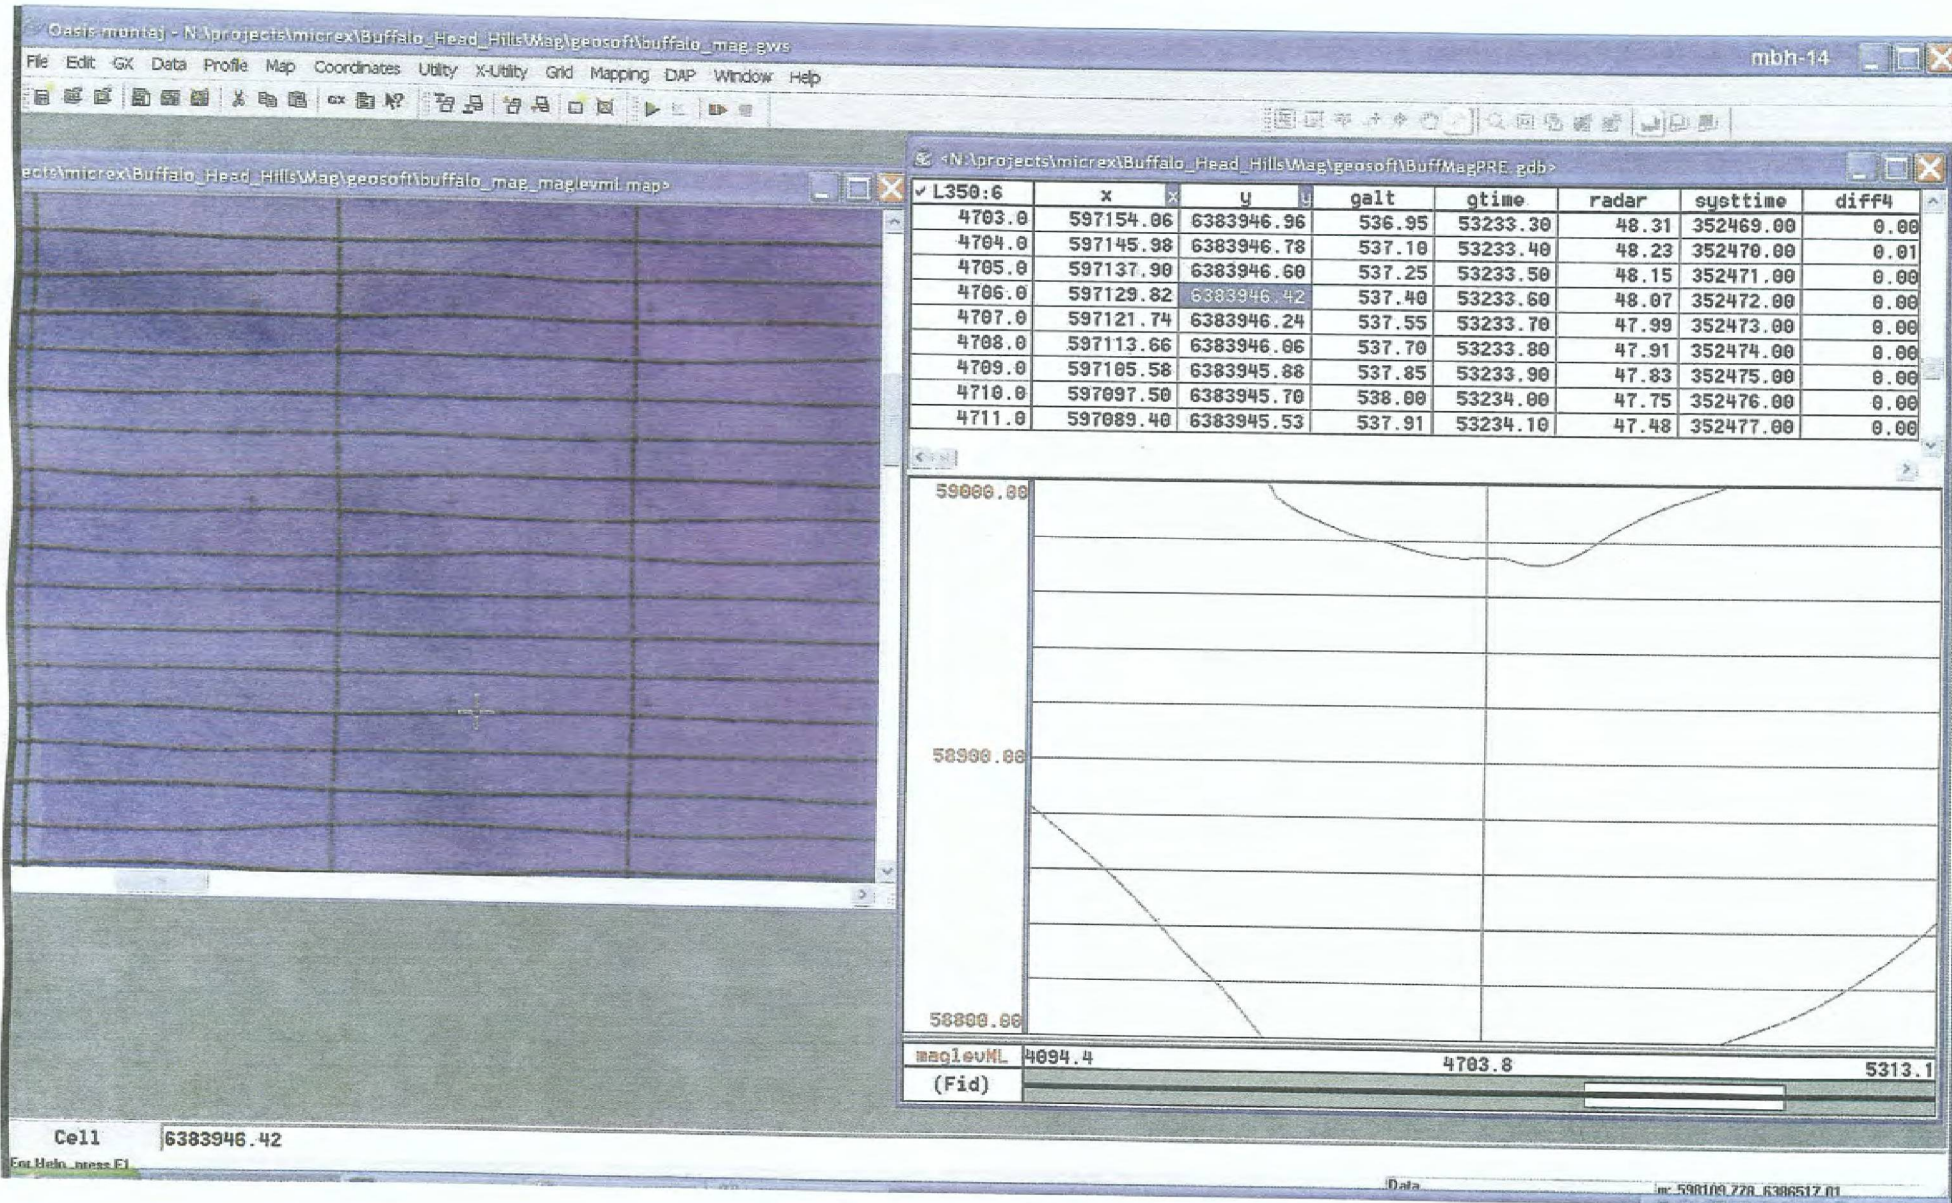 Oasis montaj - N:\projects\micrex\Buffalo_Head_Hills\Mag\geosoft\buffalo_mag.gws
mbh-14
File Edit GX Data Profile Map Coordinates Utility X-Utility Grid Mapping DAP Window Help
ects\micrex\Buffalo_Head_Hills\Mag\geosoft\buffalo_mag_maglevml.map>
<N:\projects\micrex\Buffalo_Head_Hills\Mag\geosoft\BuffMagPRE.gdb>
L350:6 x x y y galt gtime radar systtime diff4
4703.0 597154.06 6383946.96 536.95 53233.30 48.31 352469.00 0.00
4704.0 597145.98 6383946.78 537.10 53233.40 48.23 352470.00 0.01
4705.0 597137.90 6383946.60 537.25 53233.50 48.15 352471.00 0.00
4706.0 597129.82 6383946.42 537.40 53233.60 48.07 352472.00 0.00
4707.0 597121.74 6383946.24 537.55 53233.70 47.99 352473.00 0.00
4708.0 597113.66 6383946.06 537.70 53233.80 47.91 352474.00 0.00
4709.0 597105.58 6383945.88 537.85 53233.90 47.83 352475.00 0.00
4710.0 597097.50 6383945.70 538.00 53234.00 47.75 352476.00 0.00
4711.0 597089.40 6383945.53 537.91 53234.10 47.48 352477.00 0.00
59000.00
58900.00
58800.00
maglevML 4094.4 4703.8 5313.1
(Fid)
Cell 6383946.42
For Help, press F1
Data
598109.778, 6386517.01